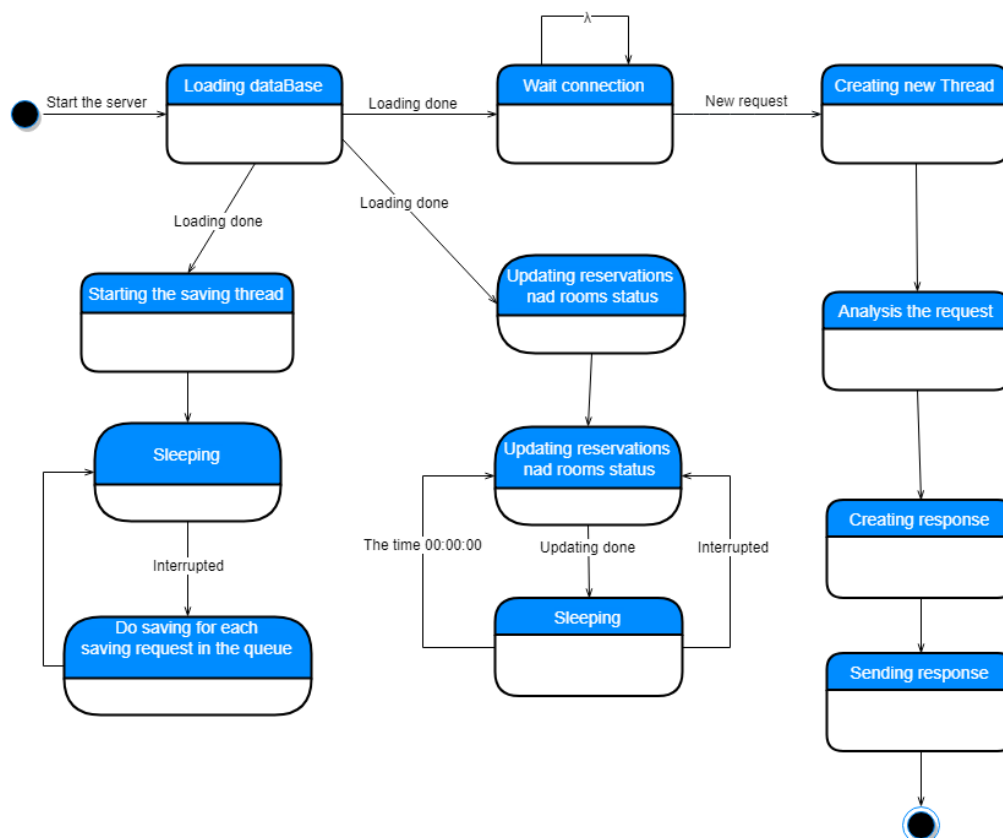 λ
Loading dataBase
Wait connection
Creating new Thread
Start the server
Loading done
New request
Loading done
Loading done
Updating reservations
nad rooms status
Starting the saving thread
Analysis the request
Sleeping
Updating reservations
nad rooms status
Creating response
The time 00:00:00
Updating done
Interrupted
Interrupted
Do saving for each
saving request in the queue
Sleeping
Sending response